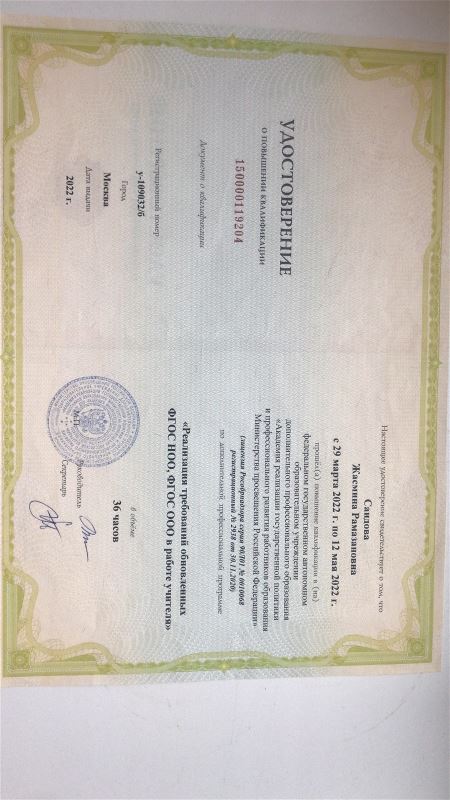 УДОСТОВЕРЕНИЕ
О ПОВЫШЕНИИ КВАЛИФИКАЦИИ
150000119204
Документ о квалификации
Регистрационный номер
у-109032/б
Город
Москва
Дата выдачи
2022 г.
Настоящее удостоверение свидетельствует о том, что
Саидова
Жасмина Рамазановна
с 29 марта 2022 г. по 12 мая 2022 г.
прошёл(а) повышение квалификации в (на)
федеральном государственном автономном
образовательном учреждении
дополнительного профессионального образования
«Академия реализации государственной политики
и профессионального развития работников образования
Министерства просвещения Российской Федерации»
(лицензия Рособрнадзора серия 90Л01 № 0010068
регистрационный № 2938 от 30.11.2020)
по дополнительной профессиональной программе
«Реализация требований обновленных
ФГОС НОО, ФГОС ООО в работе учителя»
в объёме
36 часов
М.П.
Руководитель
Секретарь